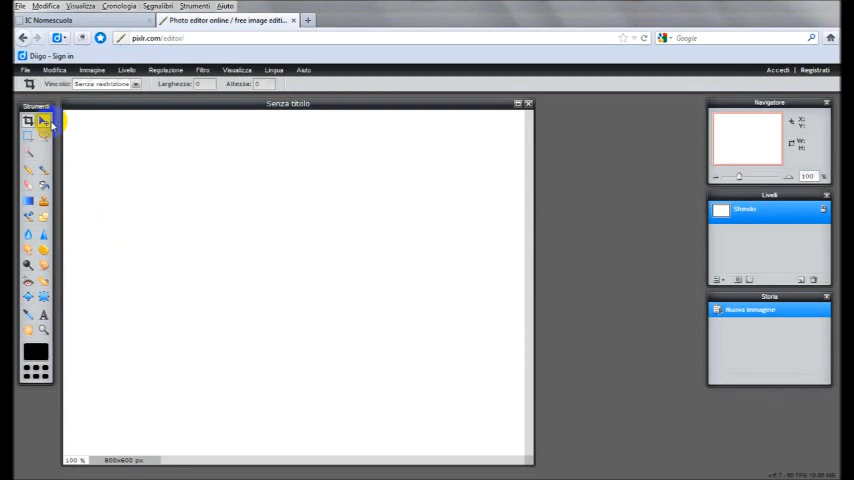 File Modifica Visualizza Cronologia Segnalibri Strumenti Aiuto
IC Nomescuola
Photo editor online / free image editi...
pixlr.com/editor/
Google
Diigo - Sign in
File Modifica Immagine Livello Regolazione Filtro Visualizza Lingua Aiuto
Accedi Registrati
Vincolo: Senza restrizione Larghezza: 0 Altezza: 0
Strumenti
Senza titolo
Navigatore
X:
Y:
W:
H:
100 %
Livelli
Sfondo
Storia
Nuova immagine
100 % 800x600 px